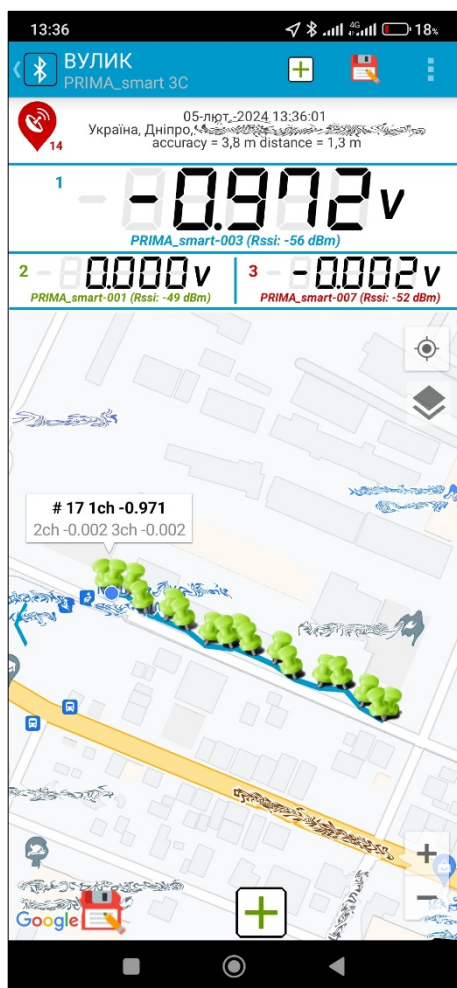 13:36 4G 18%
ВУЛИК
PRIMA_smart 3C
14
05-лют.-2024 13:36:01
Україна, Дніпро,
accuracy = 3,8 m distance = 1,3 m
1 -0.972 v
PRIMA_smart-003 (Rssi: -56 dBm)
2 0.000 v
PRIMA_smart-001 (Rssi: -49 dBm)
3 -0.002 v
PRIMA_smart-007 (Rssi: -52 dBm)
# 17 1ch -0.971
2ch -0.002 3ch -0.002
Google